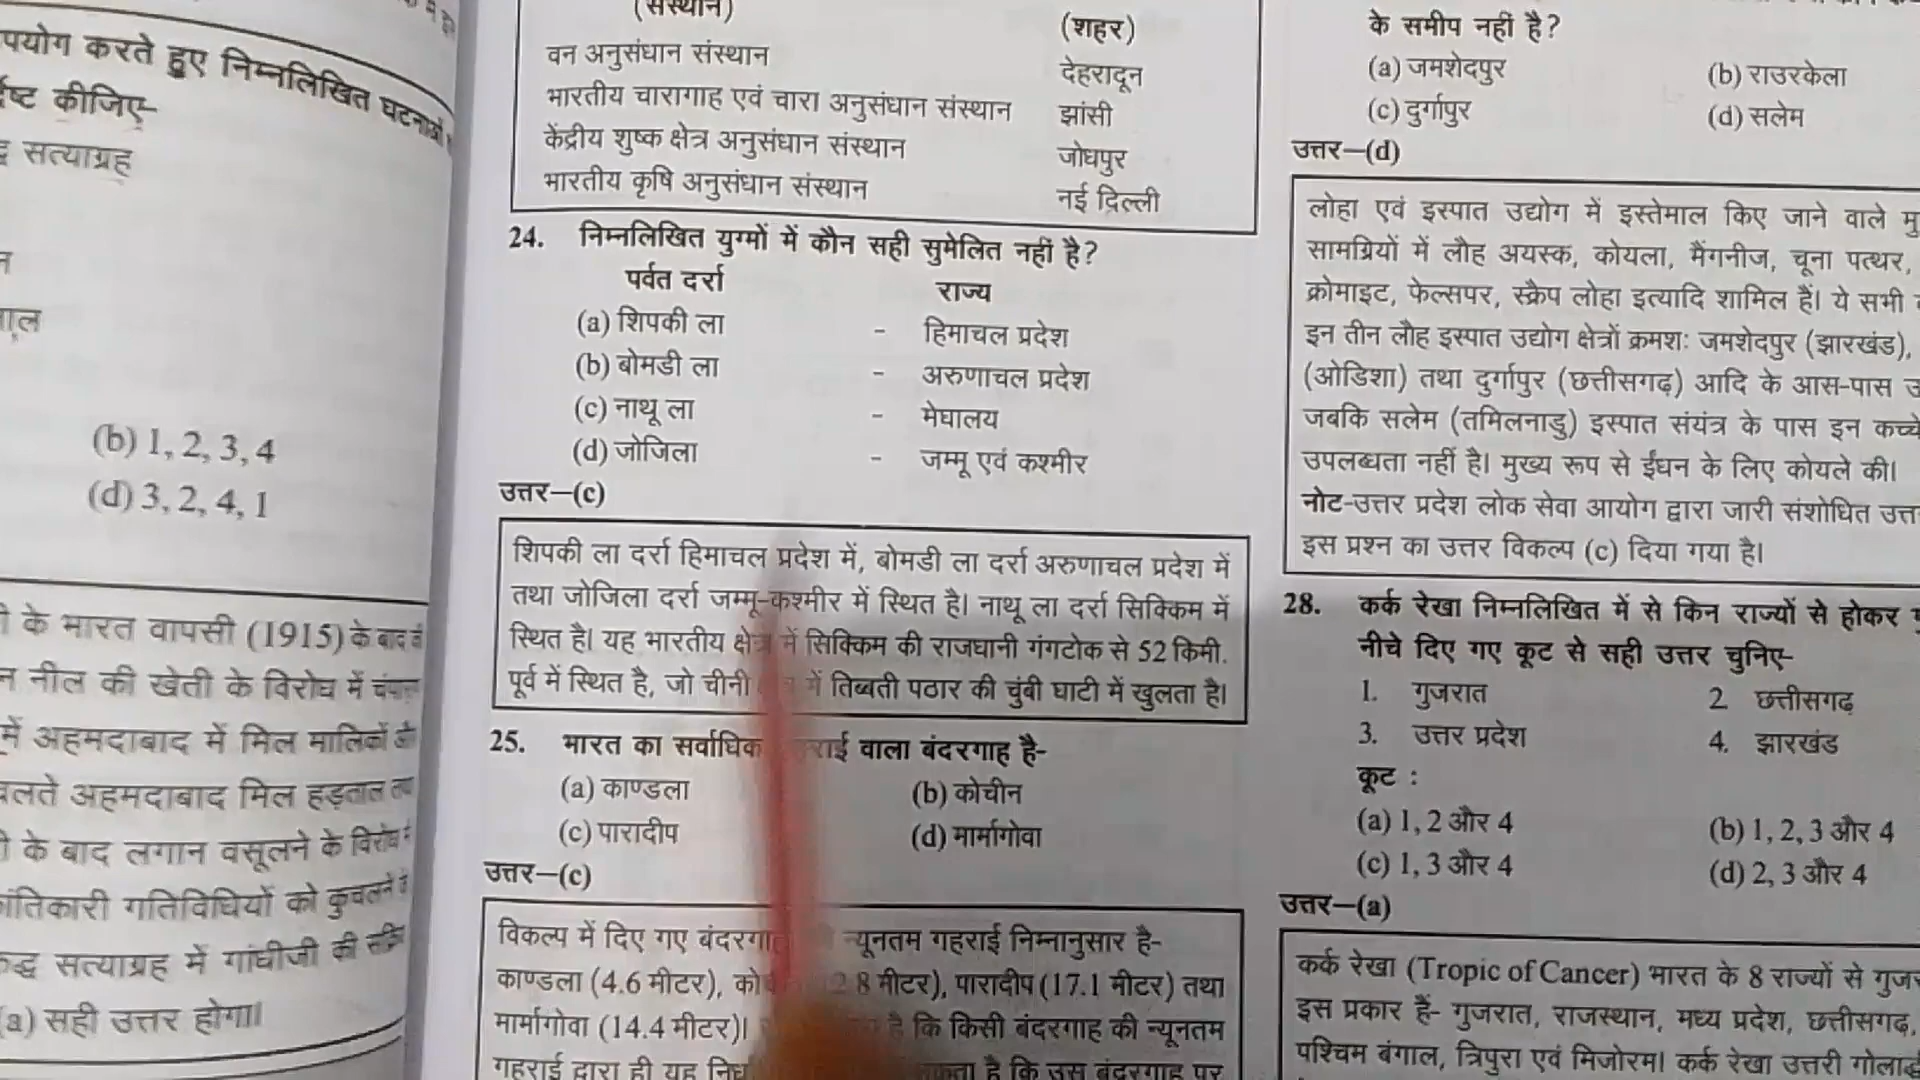 पयोग करते हुए निम्नलिखित
कीजिए-
सत्याग्रह
(b) 1, 2, 3, 4
(d) 3, 2, 4, 1
के भारत वापसी (1915) के बाद
नील की खेती के विरोध में
में अहमदाबाद में मिल मालिकों
चलते अहमदाबाद मिल हड़ताल
के बाद लगान वसूलने के विरोध
गतिविधियों को कुचलने
सत्याग्रह में गांधीजी की
(a) सही उत्तर होगा।
(संस्थान)
(शहर)
वन अनुसंधान संस्थान देहरादून
भारतीय चारागाह एवं चारा अनुसंधान संस्थान झांसी
केंद्रीय शुष्क क्षेत्र अनुसंधान संस्थान जोधपुर
भारतीय कृषि अनुसंधान संस्थान नई दिल्ली
24. निम्नलिखित युग्मों में कौन सही सुमेलित नहीं है?
पर्वत दर्रा राज्य
(a) शिपकी ला - हिमाचल प्रदेश
(b) बोमडी ला - अरुणाचल प्रदेश
(c) नाथू ला - मेघालय
(d) जोजिला - जम्मू एवं कश्मीर
उत्तर–(c)
शिपकी ला दर्रा हिमाचल प्रदेश में, बोमडी ला दर्रा अरुणाचल प्रदेश में
तथा जोजिला दर्रा जम्मू-कश्मीर में स्थित है। नाथू ला दर्रा सिक्किम में
स्थित है। यह भारतीय क्षेत्र में सिक्किम की राजधानी गंगटोक से 52 किमी.
पूर्व में स्थित है, जो चीनी में तिब्बती पठार की चुंबी घाटी में खुलता है।
25. भारत का सर्वाधिक वाला बंदरगाह है-
(a) काण्डला (b) कोचीन
(c) पारादीप (d) मार्मागोवा
उत्तर–(c)
विकल्प में दिए गए न्यूनतम गहराई निम्नानुसार है-
काण्डला (4.6 मीटर), मीटर), पारादीप (17.1 मीटर) तथा
मार्मागोवा (14.4 मीटर)। है कि किसी बंदरगाह की न्यूनतम
गहराई द्वारा ही यह है कि उस बंदरगाह पर
के समीप नहीं है?
(a) जमशेदपुर (b) राउरकेला
(c) दुर्गापुर (d) सलेम
उत्तर–(d)
लोहा एवं इस्पात उद्योग में इस्तेमाल किए जाने वाले
सामग्रियों में लौह अयस्क, कोयला, मैंगनीज, चूना पत्थर,
क्रोमाइट, फेल्सपर, स्क्रैप लोहा इत्यादि शामिल हैं। ये सभी
इन तीन लौह इस्पात उद्योग क्षेत्रों क्रमशः जमशेदपुर (झारखंड),
(ओडिशा) तथा दुर्गापुर (छत्तीसगढ़) आदि के आस-पास
जबकि सलेम (तमिलनाडु) इस्पात संयंत्र के पास इन कच्चे
उपलब्धता नहीं है। मुख्य रूप से ईंधन के लिए कोयले की।
नोट-उत्तर प्रदेश लोक सेवा आयोग द्वारा जारी संशोधित
इस प्रश्न का उत्तर विकल्प (c) दिया गया है।
28. कर्क रेखा निम्नलिखित में से किन राज्यों से होकर
नीचे दिए गए कूट से सही उत्तर चुनिए-
1. गुजरात 2. छत्तीसगढ़
3. उत्तर प्रदेश 4. झारखंड
कूट :
(a) 1, 2 और 4 (b) 1, 2, 3 और 4
(c) 1, 3 और 4 (d) 2, 3 और 4
उत्तर–(a)
कर्क रेखा (Tropic of Cancer) भारत के 8 राज्यों से
इस प्रकार हैं- गुजरात, राजस्थान, मध्य प्रदेश, छत्तीसगढ़,
पश्चिम बंगाल, त्रिपुरा एवं मिजोरम। कर्क रेखा उत्तरी